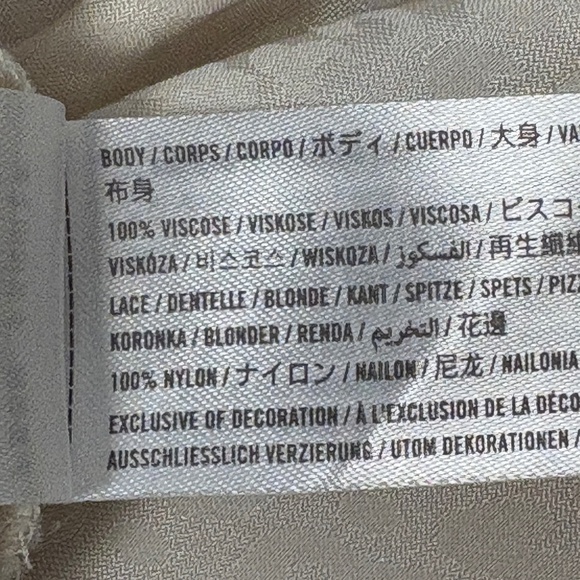 BODY / CORPS / CORPO / ボディ / CUERPO / 大身 / VA
布身
100% VISCOSE / VISKOSE / VISKOS / VISCOSA / ビスコ
VISKÓZA / 비스코스 / WISKOZA / الفسكوز / 再生纖維
LACE / DENTELLE / BLONDE / KANT / SPITZE / SPETS / PIZ
KORONKA / BLONDER / RENDA / التخريم / 花邊
100% NYLON / ナイロン / NAILON / 尼龙 / NAILONIA
EXCLUSIVE OF DECORATION / À L'EXCLUSION DE LA DÉCO
AUSSCHLIESSLICH VERZIERUNG / UTOM DEKORATIONEN /